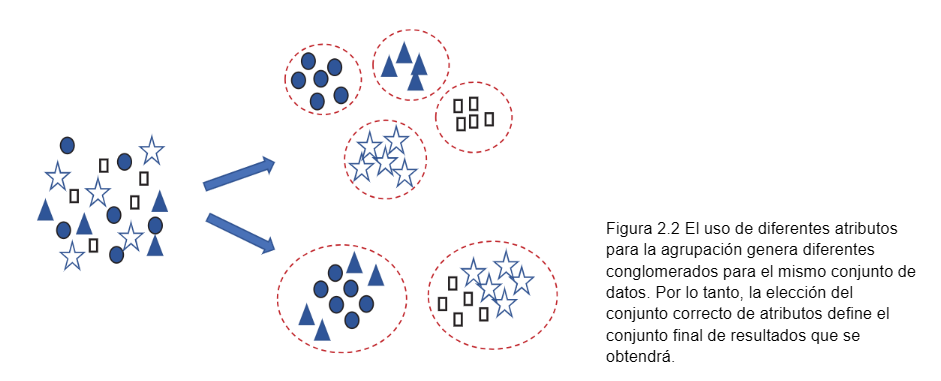 Figura 2.2 El uso de diferentes atributos
para la agrupación genera diferentes
conglomerados para el mismo conjunto de
datos. Por lo tanto, la elección del
conjunto correcto de atributos define el
conjunto final de resultados que se
obtendrá.